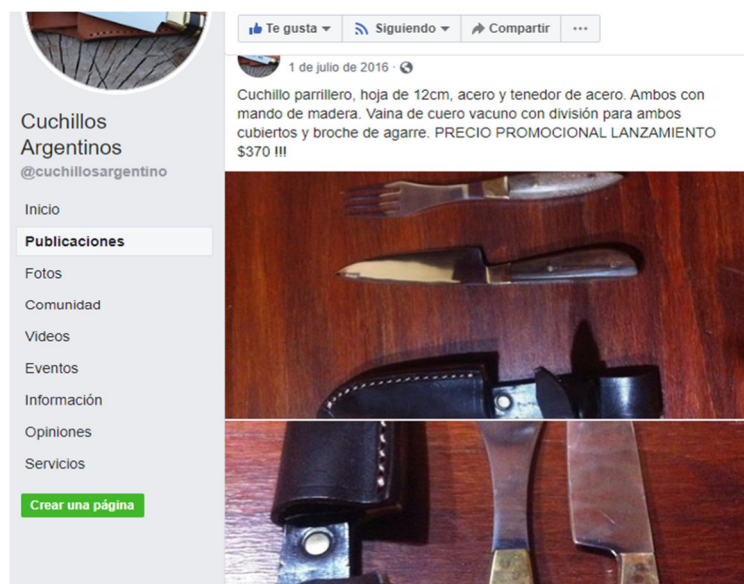 Te gusta
Siguiendo
Compartir
1 de julio de 2016
Cuchillo parrillero, hoja de 12cm, acero y tenedor de acero. Ambos con
mando de madera. Vaina de cuero vacuno con división para ambos
cubiertos y broche de agarre. PRECIO PROMOCIONAL LANZAMIENTO
$370 !!!
Cuchillos
Argentinos
@cuchillosargentino
Inicio
Publicaciones
Fotos
Comunidad
Videos
Eventos
Información
Opiniones
Servicios
Crear una página